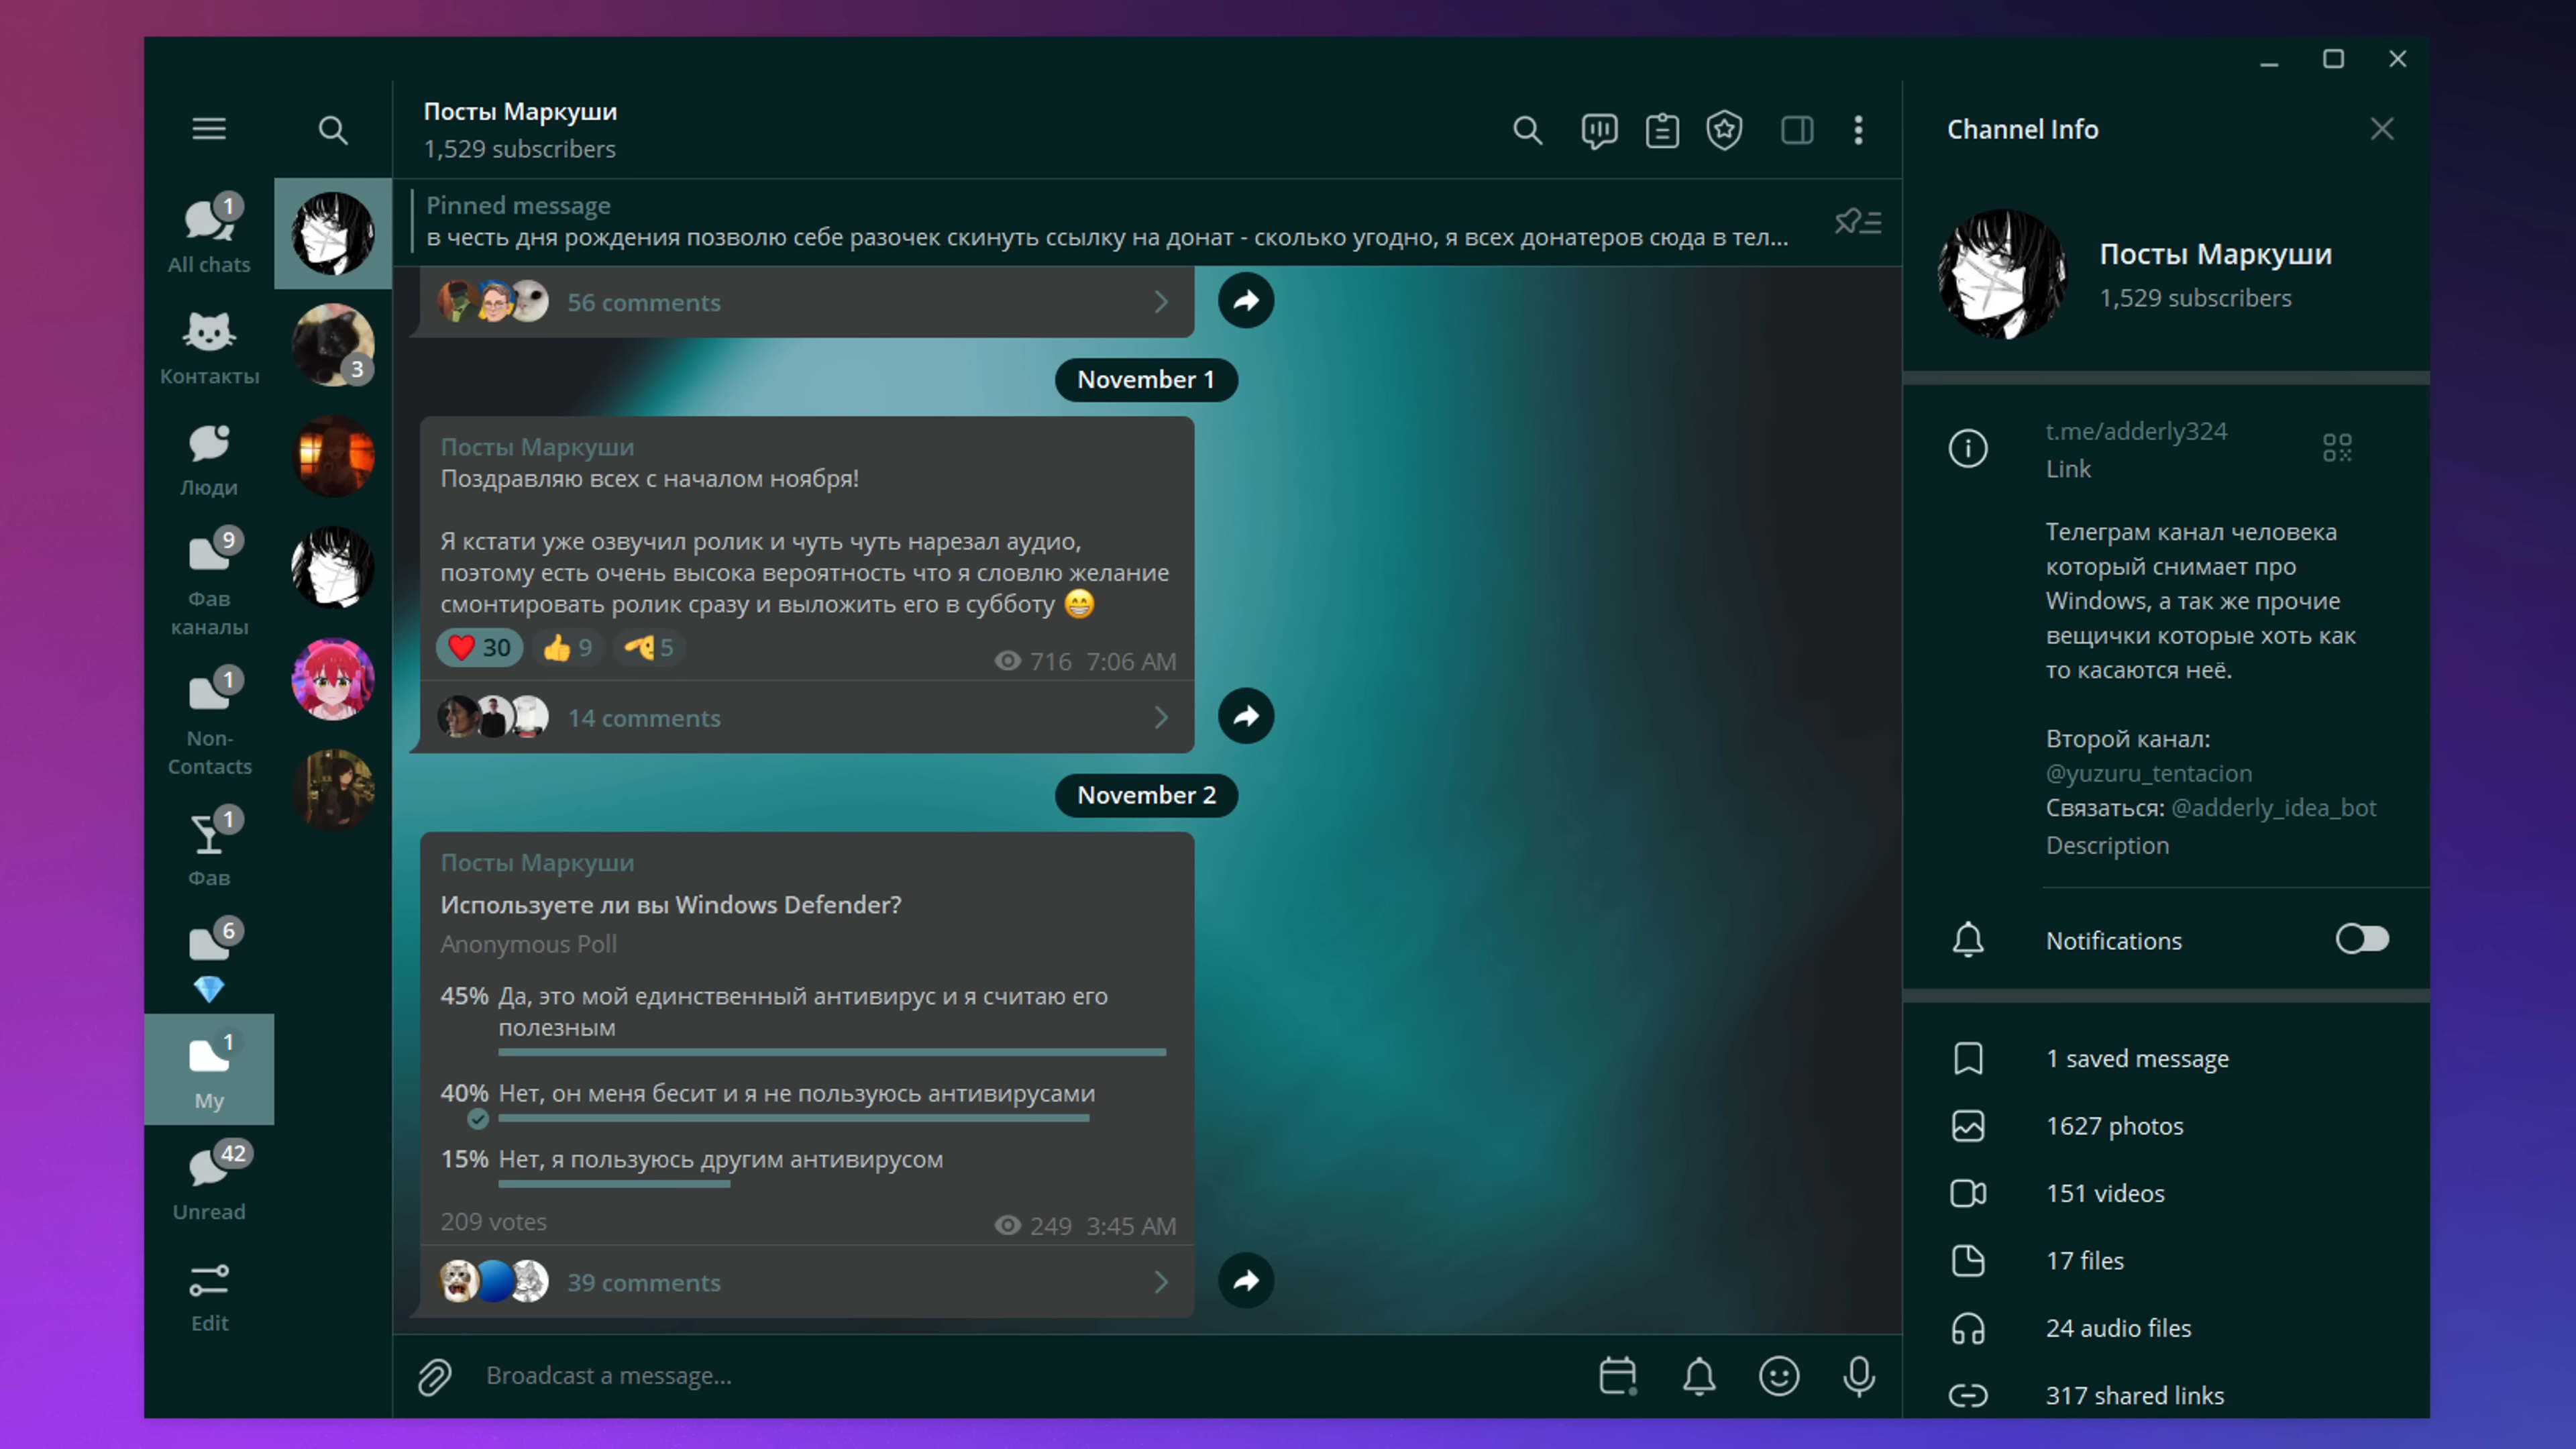 Посты Маркуши
1,529 subscribers
Channel Info
Pinned message
в честь дня рождения позволю себе разочек скинуть ссылку на донат - сколько угодно, я всех донатеров сюда в тел...
1
All chats
Контакты
Люди
9
Фав
каналы
1
Non-
Contacts
1
Фав
6
1
My
42
Unread
Edit
3
56 comments
November 1
Посты Маркуши
Поздравляю всех с началом ноября!
Я кстати уже озвучил ролик и чуть чуть нарезал аудио,
поэтому есть очень высока вероятность что я словлю желание
смонтировать ролик сразу и выложить его в субботу 😁
❤️ 30 👍 9 5
716 7:06 AM
14 comments
November 2
Посты Маркуши
Используете ли вы Windows Defender?
Anonymous Poll
45% Да, это мой единственный антивирус и я считаю его
полезным
40% Нет, он меня бесит и я не пользуюсь антивирусами
15% Нет, я пользуюсь другим антивирусом
209 votes
249 3:45 AM
39 comments
Broadcast a message...
Посты Маркуши
1,529 subscribers
t.me/adderly324
Link
Телеграм канал человека
который снимает про
Windows, а так же прочие
вещички которые хоть как
то касаются неё.
Второй канал:
@yuzuru_tentacion
Связаться: @adderly_idea_bot
Description
Notifications
1 saved message
1627 photos
151 videos
17 files
24 audio files
317 shared links